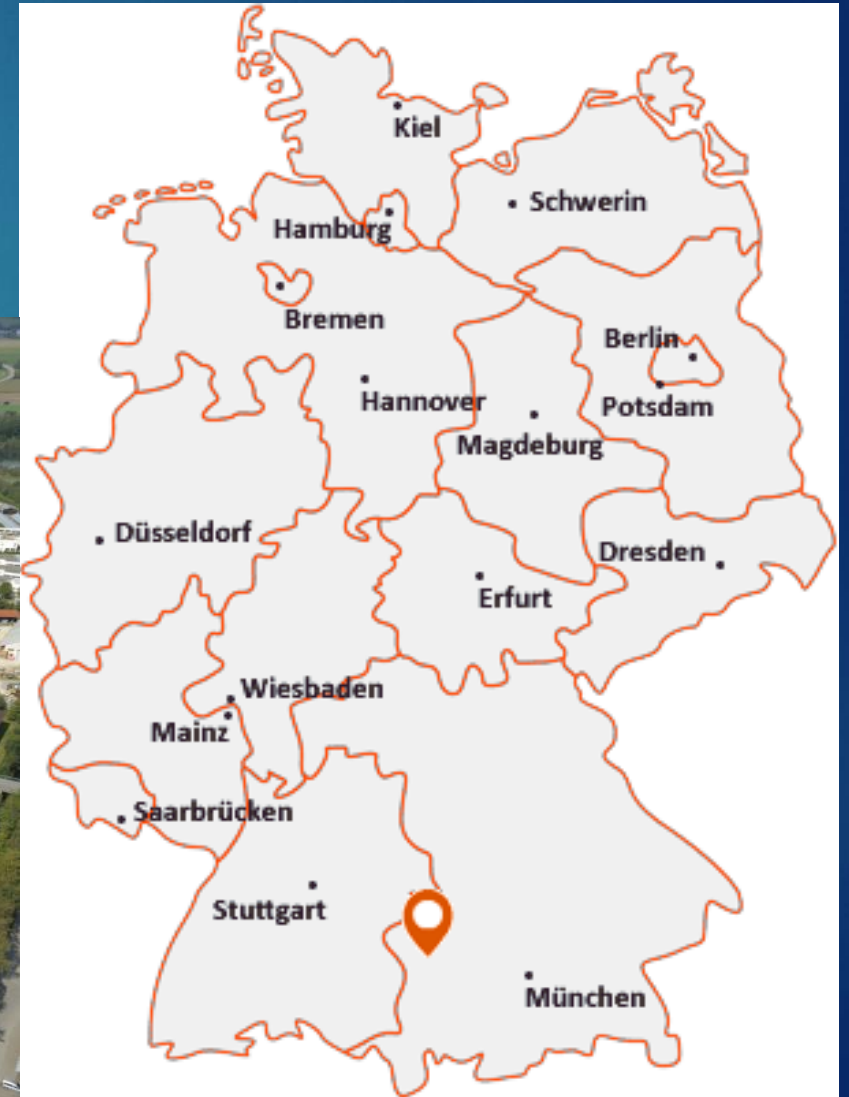 Kiel
Schwerin
Hamburg
Bremen
Berlin
Hannover
Potsdam
Magdeburg
Düsseldorf
Dresden
Erfurt
Wiesbaden
Mainz
Saarbrücken
Stuttgart
München